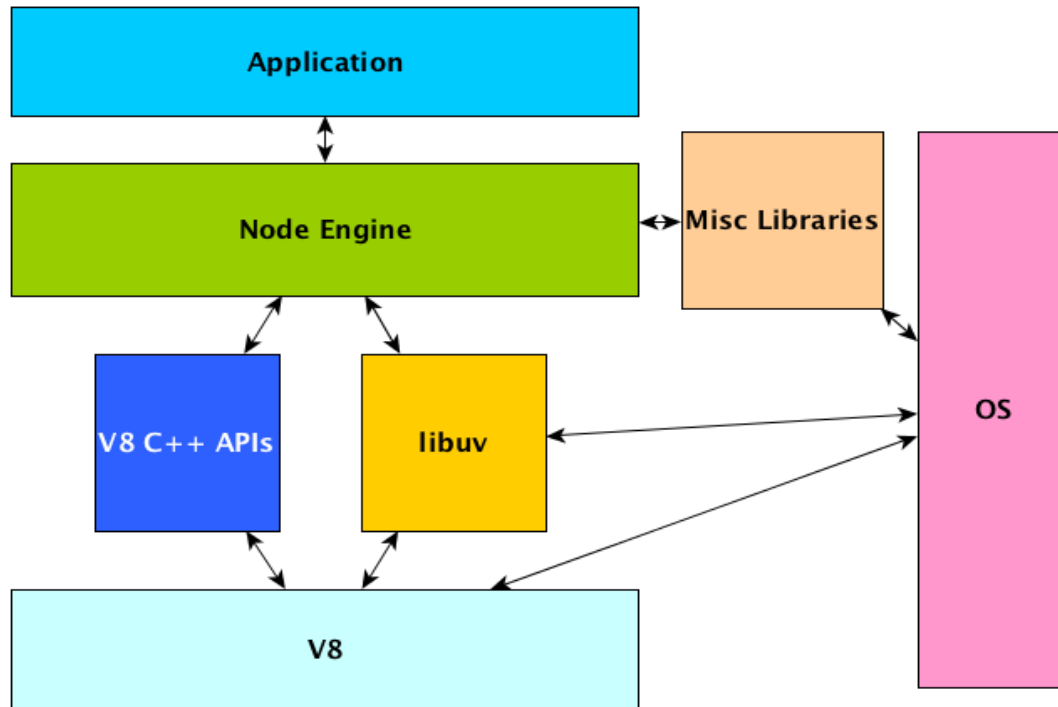 Application
Node Engine
Misc Libraries
OS
V8 C++ APIs
libuv
V8